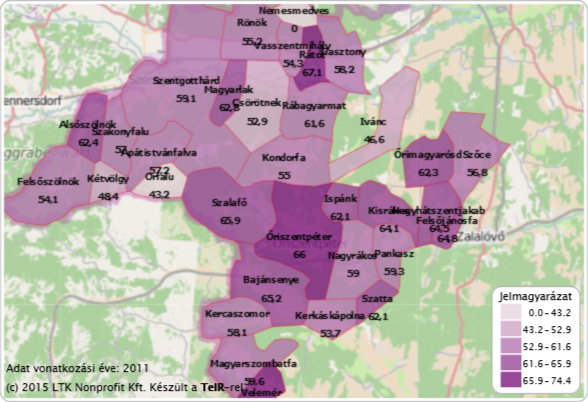 Nemesmedves
Rönök
0
55,2
Vasszentmihály
Rátót
Gasztony
54,3
67,1
58,2
Szentgotthárd
59,1
Magyarlak
62,8
Csörötnek
52,9
Rábagyarmat
61,6
ennersdorf
Alsószölnök
62,4
Szakonyfalu
57
Ivánc
46,6
Apátistvánfalva
57,2
Kondorfa
55
Őrimagyarósd
62,3
Szőce
56,8
Felsőszölnök
54,1
Kétvölgy
48,4
Orfalu
43,2
Szalafő
65,9
Ispánk
62,1
Kisrákos
64,1
Hegyhátszentjakab
64,5
Felsőjánosfa
64,8
Zalalövő
Őriszentpéter
66
Nagyrákos
59
Pankasz
59,3
Bajánsenye
65,2
Szatta
62,1
Kercaszomor
58,1
Kerkáskápolna
53,7
Magyarszombatfa
59,6
Velemér
Jelmagyarázat
0.0 - 43.2
43.2 - 52.9
52.9 - 61.6
61.6 - 65.9
65.9 - 74.4
Adat vonatkozási éve: 2011
(c) 2015 LTK Nonprofit Kft. Készült a TeIR-rel